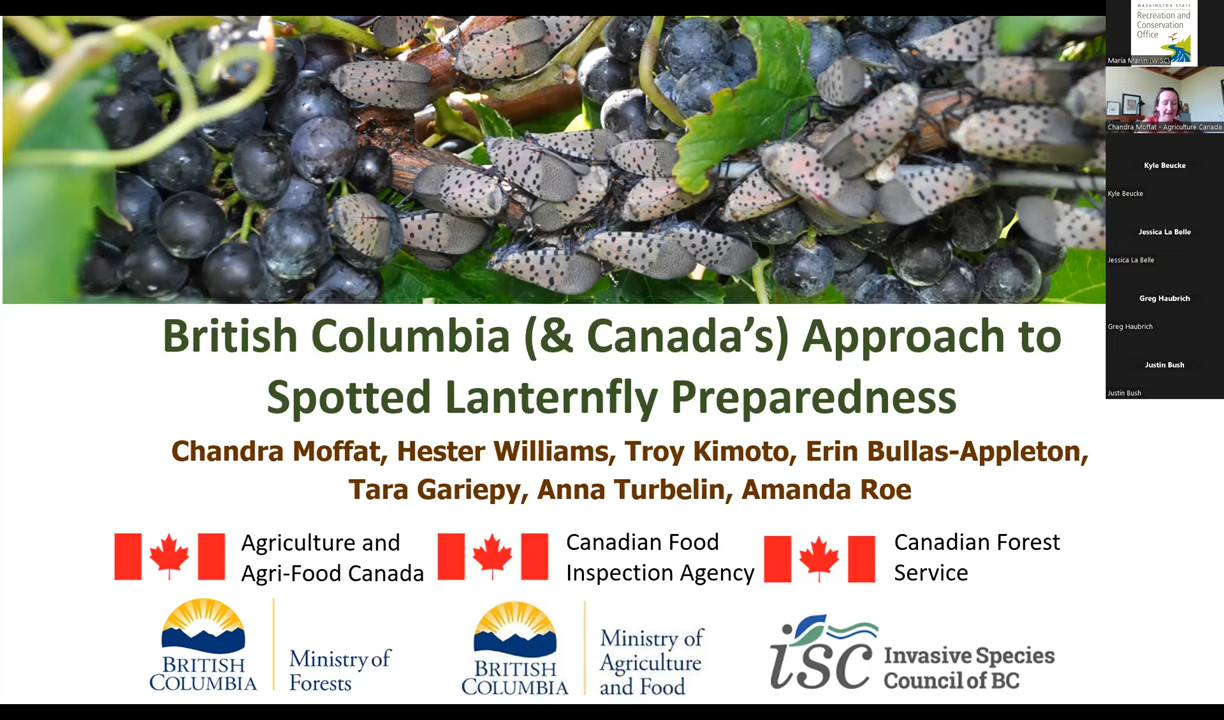 WASHINGTON STATE
Recreation and
Conservation
Office
Maria Marlin (WISC)
Chandra Moffat - Agriculture Canada
Kyle Beucke
Kyle Beucke
Jessica La Belle
Jessica La Belle
Greg Haubrich
Greg Haubrich
Justin Bush
Justin Bush
British Columbia (& Canada's) Approach to
Spotted Lanternfly Preparedness
Chandra Moffat, Hester Williams, Troy Kimoto, Erin Bullas-Appleton,
Tara Gariepy, Anna Turbelin, Amanda Roe
Agriculture and
Agri-Food Canada
Canadian Food
Inspection Agency
Canadian Forest
Service
BRITISH
COLUMBIA
Ministry of
Forests
BRITISH
COLUMBIA
Ministry of
Agriculture
and Food
isc
Invasive Species
Council of BC